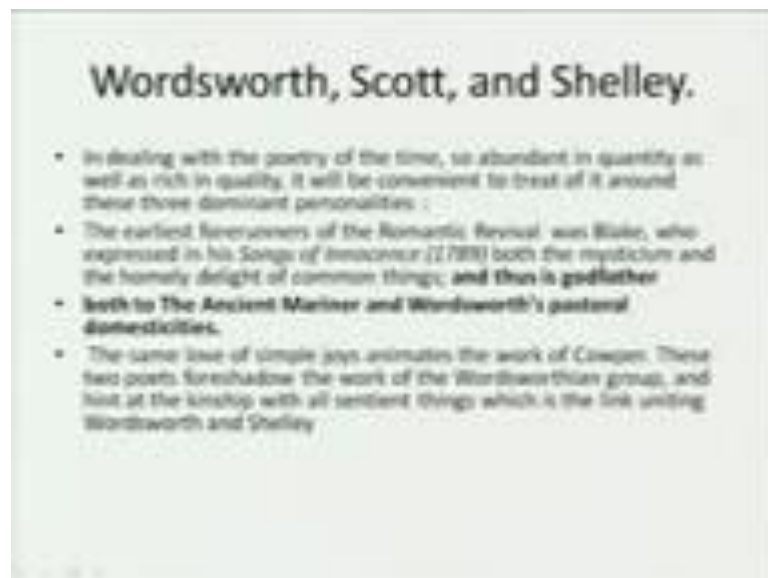 Wordsworth, Scott, and Shelley.
• In dealing with the poetry of the time, so abundant in quantity as
well as rich in quality, it will be convenient to treat of it around
these three dominant personalities :
• The earliest forerunners of the Romantic Revival was Blake, who
expressed in his Songs of Innocence (1789) both the mysticism and
the homely delight of common things; and thus is godfather
• both to The Ancient Mariner and Wordsworth's pastoral
domesticities.
• The same love of simple joys animates the work of Cowper. These
two poets foreshadow the work of the Wordsworthian group, and
hint at the kinship with all sentient things which is the link uniting
Wordsworth and Shelley